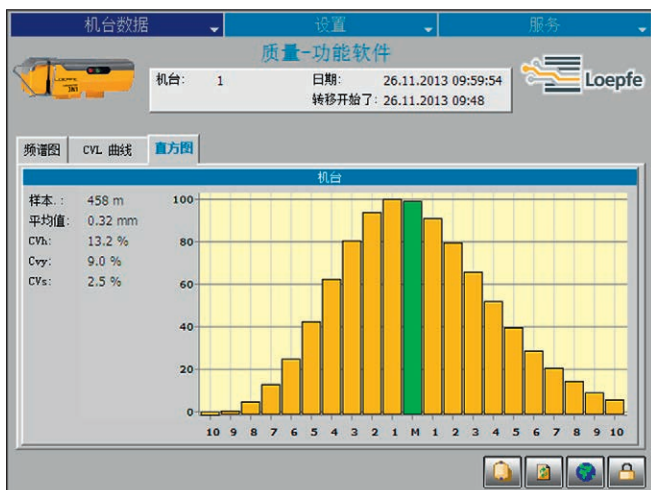 机台数据 设置 服务
质量-功能软件
机台: 1 日期: 26.11.2013 09:59:54
转移开始了: 26.11.2013 09:48
Loepfe
LOEPFE
频谱图 CVL 曲线 直方图
机台
样本.: 458 m
平均值: 0.32 mm
CVh: 13.2 %
Cvy: 9.0 %
CVs: 2.5 %
100
80
60
40
20
0
10 9 8 7 6 5 4 3 2 1 M 1 2 3 4 5 6 7 8 9 10